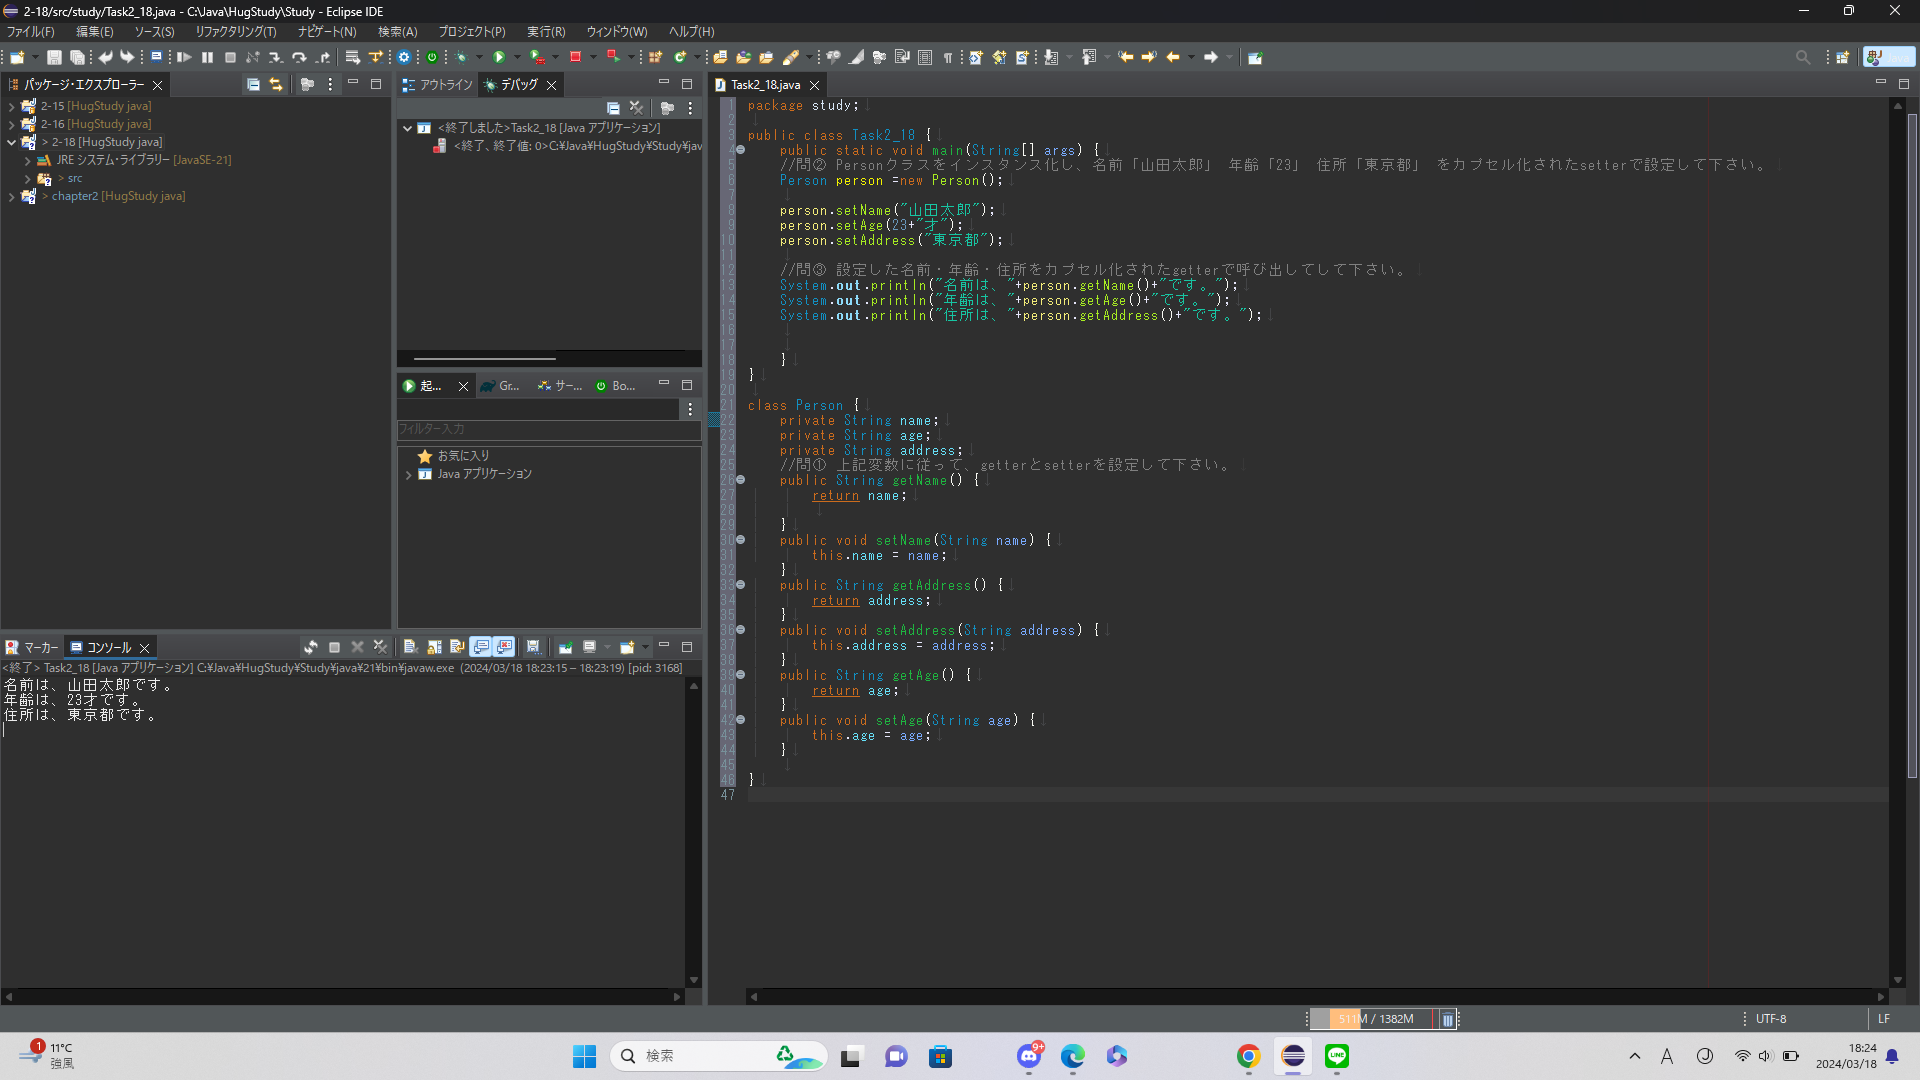 2-18/src/study/Task2_18.java - C:\Java\HugStudy\Study - Eclipse IDE
ファイル(F) 編集(E) ソース(S) リファクタリング(T) ナビゲート(N) 検索(A) プロジェクト(P) 実行(R) ウィンドウ(W) ヘルプ(H)
パッケージ・エクスプローラー
2-15 [HugStudy java]
2-16 [HugStudy java]
> 2-18 [HugStudy java]
JRE システム・ライブラリー [JavaSE-21]
> src
> chapter2 [HugStudy java]
アウトライン デバッグ
<終了しました>Task2_18 [Java アプリケーション]
<終了、終了値: 0>C:¥Java¥HugStudy¥Study¥jav
起... Gr... サー... Bo...
フィルター入力
お気に入り
Java アプリケーション
マーカー コンソール
<終了> Task2_18 [Java アプリケーション] C:¥Java¥HugStudy¥Study¥java¥21¥bin¥javaw.exe (2024/03/18 18:23:15 – 18:23:19) [pid: 3168]
名前は、山田太郎です。
年齢は、23才です。
住所は、東京都です。
Task2_18.java
1 package study;
2
3 public class Task2_18 {
4 public static void main(String[] args) {
5 //問② Personクラスをインスタンス化し、名前「山田太郎」 年齢「23」 住所「東京都」 をカプセル化されたsetterで設定して下さい。
6 Person person =new Person();
7
8 person.setName("山田太郎");
9 person.setAge(23+"才");
10 person.setAddress("東京都");
11
12 //問③ 設定した名前・年齢・住所をカプセル化されたgetterで呼び出してして下さい。
13 System.out.println("名前は、"+person.getName()+"です。");
14 System.out.println("年齢は、"+person.getAge()+"です。");
15 System.out.println("住所は、"+person.getAddress()+"です。");
16
17
18 }
19 }
20
21 class Person {
22 private String name;
23 private String age;
24 private String address;
25 //問① 上記変数に従って、getterとsetterを設定して下さい。
26 public String getName() {
27 return name;
28
29 }
30 public void setName(String name) {
31 this.name = name;
32 }
33 public String getAddress() {
34 return address;
35 }
36 public void setAddress(String address) {
37 this.address = address;
38 }
39 public String getAge() {
40 return age;
41 }
42 public void setAge(String age) {
43 this.age = age;
44 }
45
46 }
47
511M / 1382M
UTF-8
LF
1
11°C
強風
検索
9+
LINE
A
18:24
2024/03/18